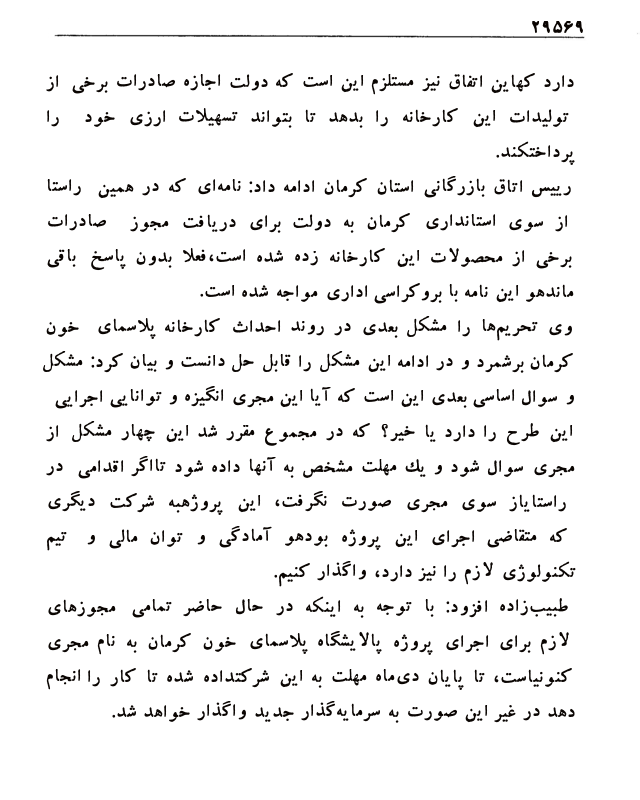 ۲۹۵۶۹
دارد کهاین اتفاق نیز مستلزم این است که دولت اجازه صادرات برخی از
تولیدات این کارخانه را بدهد تا بتواند تسهیلات ارزی خود را
پرداختکند.
رییس اتاق بازرگانی استان کرمان ادامه داد: نامه‌ای که در همین راستا
از سوی استانداری کرمان به دولت برای دریافت مجوز صادرات
برخی از محصولات این کارخانه زده شده است،فعلا بدون پاسخ باقی
ماندهو این نامه با بروکراسی اداری مواجه شده است.
وی تحریم‌ها را مشکل بعدی در روند احداث کارخانه پلاسمای خون
کرمان برشمرد و در ادامه این مشکل را قابل حل دانست و بیان کرد: مشکل
و سوال اساسی بعدی این است که آیا این مجری انگیزه و توانایی اجرایی
این طرح را دارد یا خیر؟ که در مجموع مقرر شد این چهار مشکل از
مجری سوال شود و یك مهلت مشخص به آنها داده شود تااگر اقدامی در
راستایاز سوی مجری صورت نگرفت، این پروژهبه شرکت دیگری
که متقاضی اجرای این پروژه بودهو آمادگی و توان مالی و تیم
تکنولوژی لازم را نیز دارد، واگذار کنیم.
طبیب‌زاده افزود: با توجه به اینکه در حال حاضر تمامی مجوزهای
لازم برای اجرای پروژه پالایشگاه پلاسمای خون کرمان به نام مجری
کنونیاست، تا پایان دی‌ماه مهلت به این شرکتداده شده تا کار را انجام
دهد در غیر این صورت به سرمایه‌گذار جدید واگذار خواهد شد.